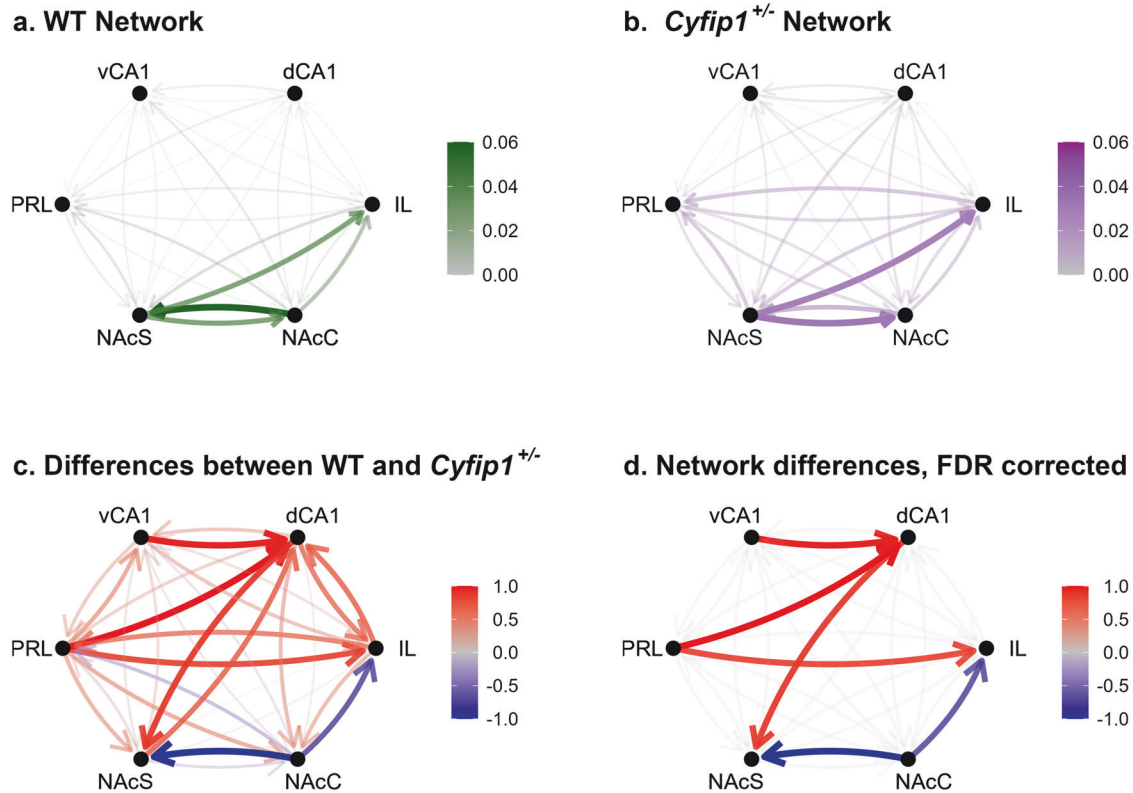 a. WT Network
b. Cyfip1+/- Network
vCA1 dCA1
vCA1 dCA1
PRL IL
PRL IL
NAcS NAcC
NAcS NAcC
0.06
0.04
0.02
0.00
0.06
0.04
0.02
0.00
c. Differences between WT and Cyfip1+/-
d. Network differences, FDR corrected
vCA1 dCA1
vCA1 dCA1
PRL IL
PRL IL
NAcS NAcC
NAcS NAcC
1.0
0.5
0.0
-0.5
-1.0
1.0
0.5
0.0
-0.5
-1.0